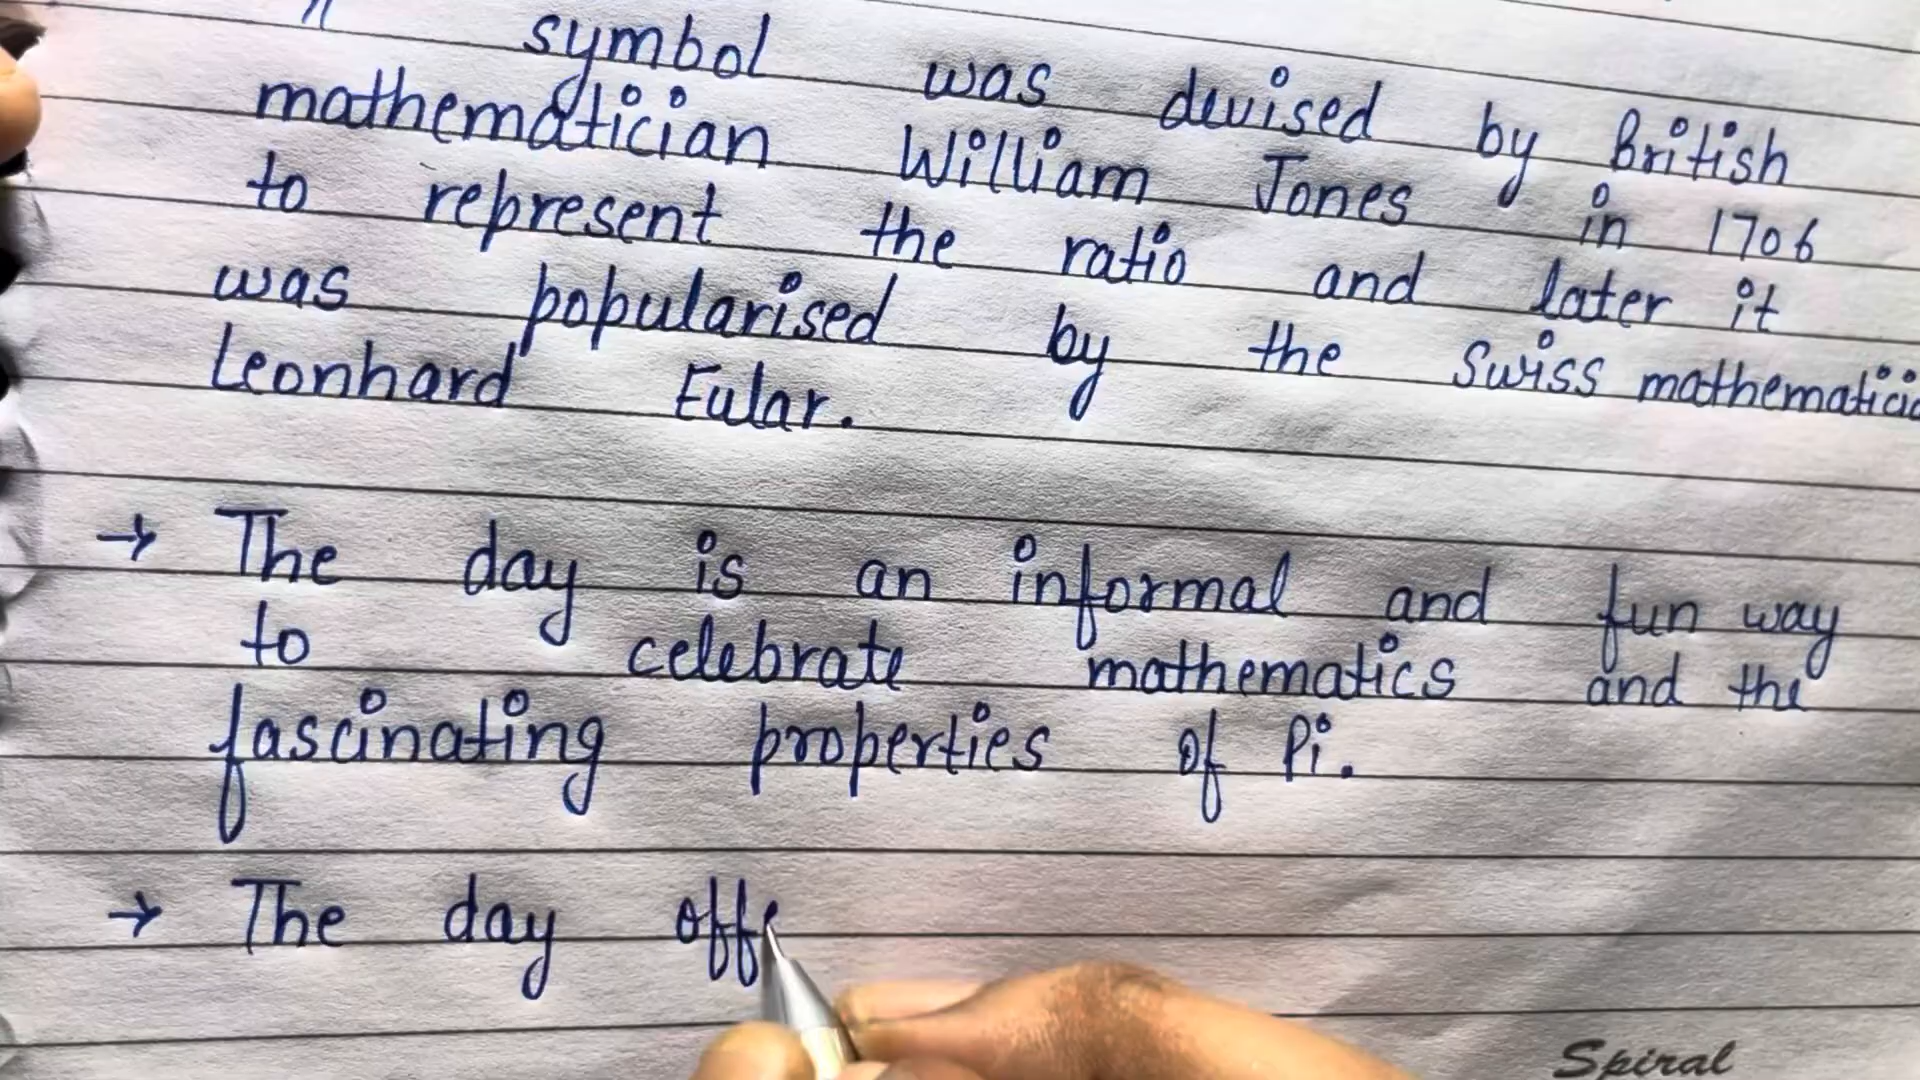 symbol was devised by British
mathematician William Jones in 1706
to represent the ratio and later it
was popularised by the Swiss mathematicia
Leonhard Eular.
→ The day is an informal and fun way
to celebrate mathematics and the
fascinating properties of Pi.
→ The day offe
Spiral